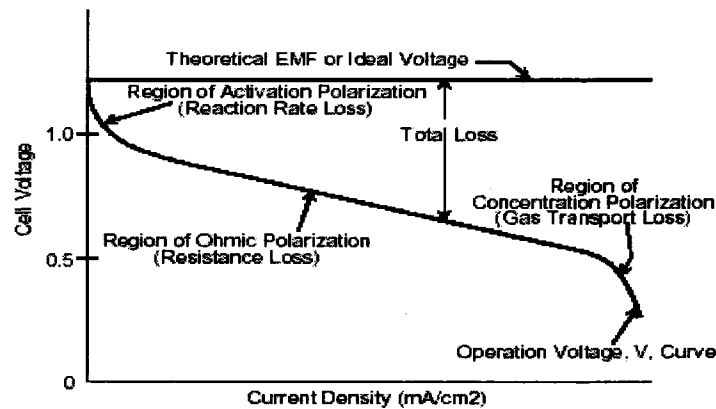 Theoretical EMF or Ideal Voltage
Region of Activation Polarization
(Reaction Rate Loss)
1.0
Total Loss
Cell Voltage
Region of
Concentration Polarization
(Gas Transport Loss)
Region of Ohmic Polarization
(Resistance Loss)
0.5
Operation Voltage, V, Curve
0
Current Density (mA/cm2)